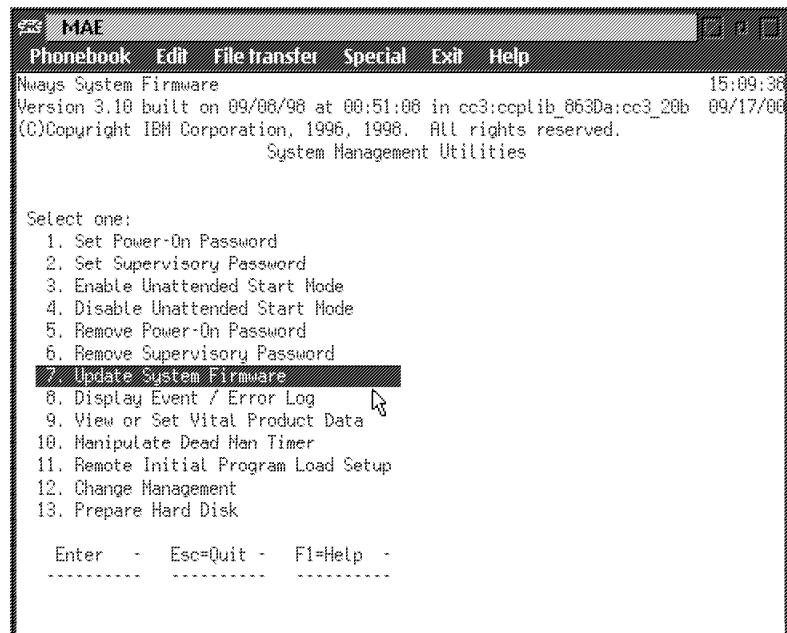 MAE
Phonebook Edit File transfer Special Exit Help
Nways System Firmware 15:09:38
Version 3.10 built on 09/08/98 at 00:51:08 in cc3:ccplib_863Da:cc3_20b 09/17/00
(C)Copyright IBM Corporation, 1996, 1998. All rights reserved.
System Management Utilities
Select one:
1. Set Power-On Password
2. Set Supervisory Password
3. Enable Unattended Start Mode
4. Disable Unattended Start Mode
5. Remove Power-On Password
6. Remove Supervisory Password
7. Update System Firmware
8. Display Event / Error Log
9. View or Set Vital Product Data
10. Manipulate Dead Man Timer
11. Remote Initial Program Load Setup
12. Change Management
13. Prepare Hard Disk
Enter - Esc=Quit - F1=Help -
---------- ---------- ----------